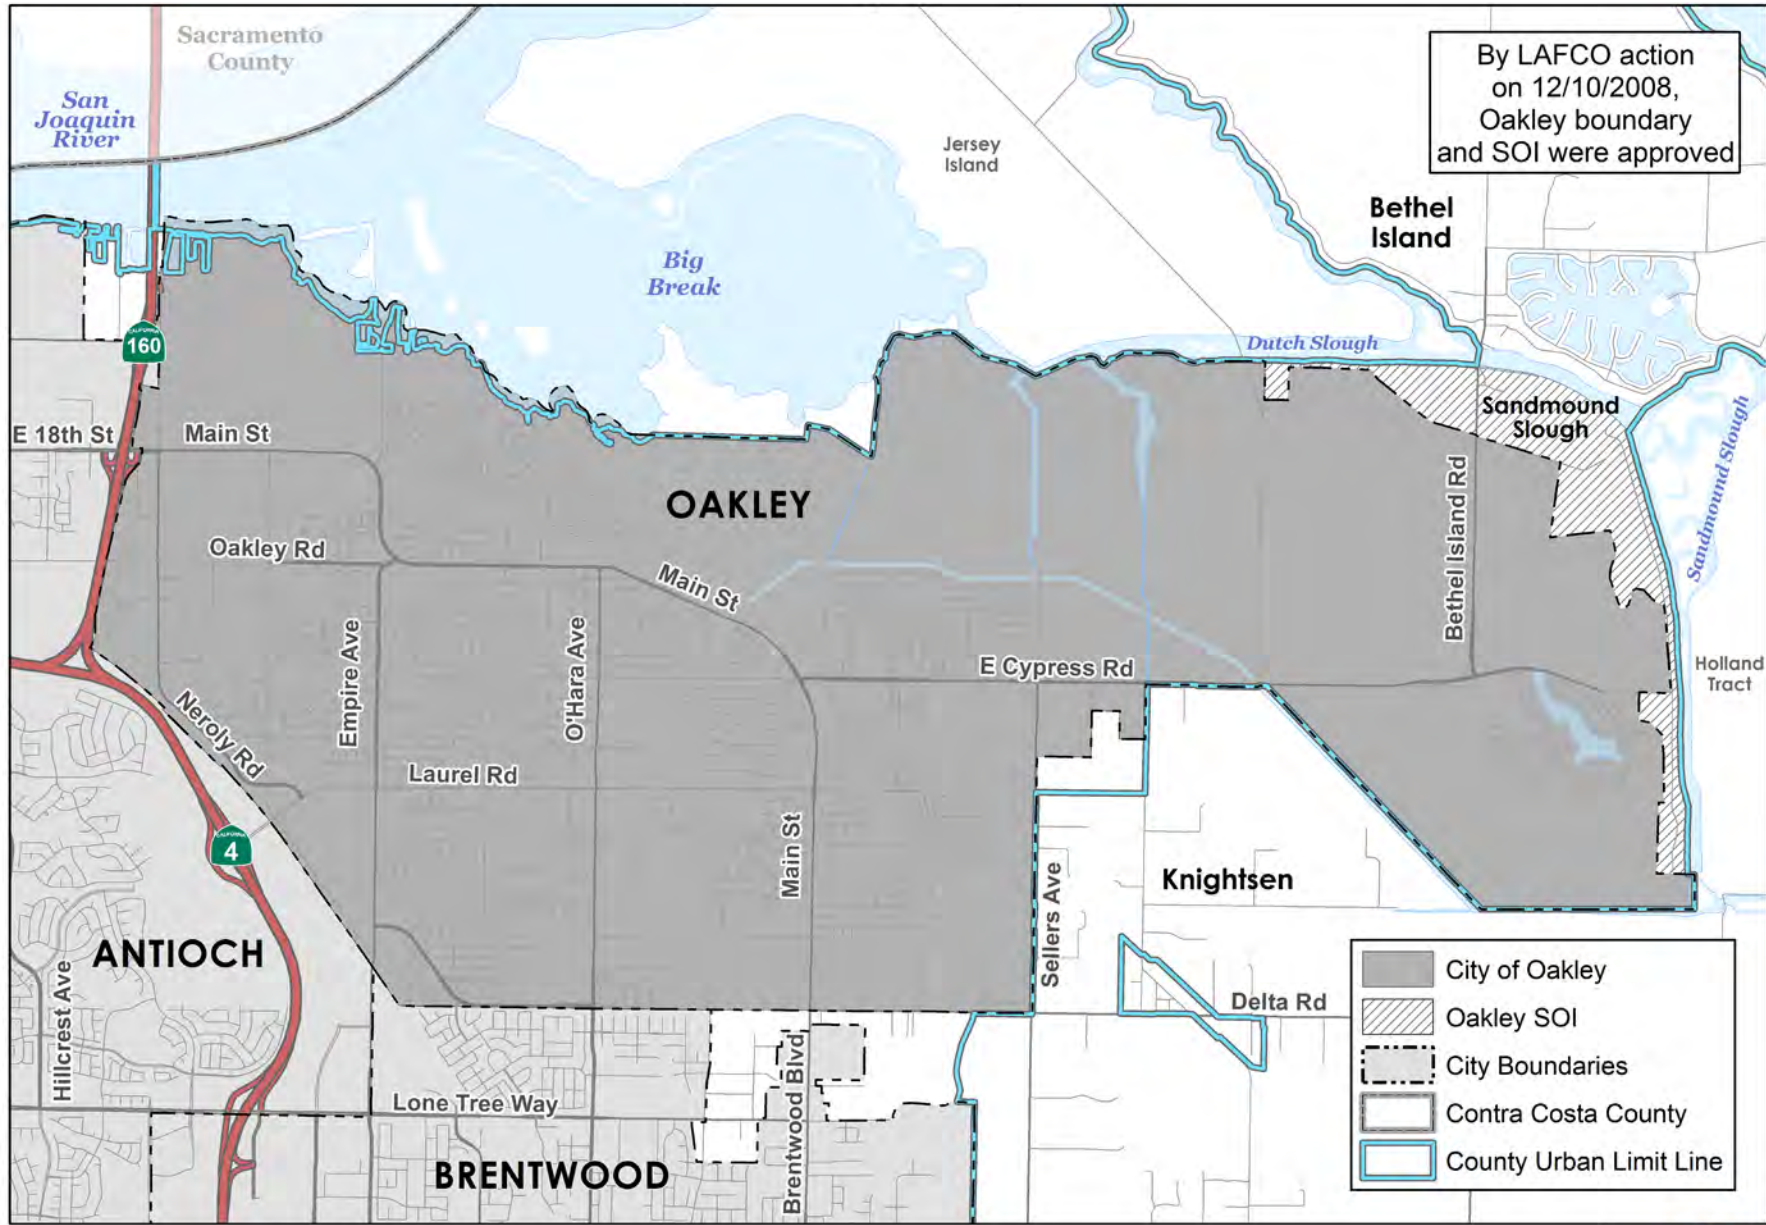 Sacramento
County
San
Joaquin
River
By LAFCO action
on 12/10/2008,
Oakley boundary
and SOI were approved
Jersey
Island
Bethel
Island
Big
Break
CALIFORNIA
160
Dutch Slough
Sandmound
Slough
Sandmound Slough
E 18th St
Main St
OAKLEY
Bethel Island Rd
Oakley Rd
Main St
Empire Ave
O'Hara Ave
E Cypress Rd
Holland
Tract
Neroly Rd
Laurel Rd
CALIFORNIA
4
Main St
Knightsen
Sellers Ave
ANTIOCH
Hillcrest Ave
Delta Rd
Lone Tree Way
Brentwood Blvd
BRENTWOOD
City of Oakley
Oakley SOI
City Boundaries
Contra Costa County
County Urban Limit Line